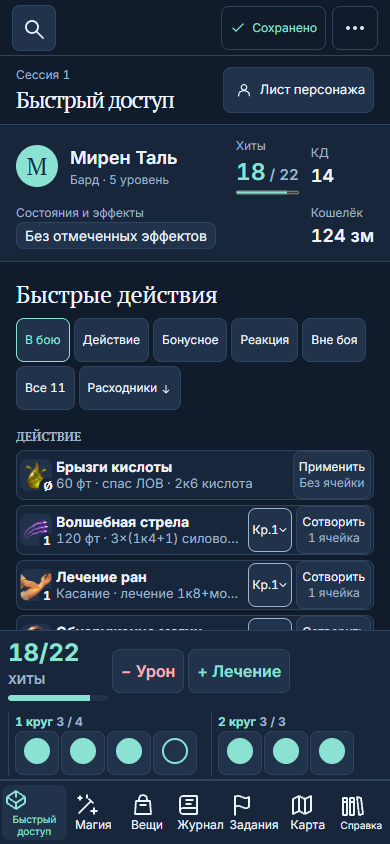 Сохранено
Сессия 1
Быстрый доступ
Лист персонажа
М
Мирен Таль
Бард · 5 уровень
Хиты
18 / 22
КД
14
Состояния и эффекты
Без отмеченных эффектов
Кошелёк
124 зм
Быстрые действия
В бою
Действие
Бонусное
Реакция
Вне боя
Все 11
Расходники ↓
ДЕЙСТВИЕ
Брызги кислоты
60 фт · спас ЛОВ · 2к6 кислота
Ø
Применить
Без ячейки
Волшебная стрела
120 фт · 3×(1к4+1) силово...
1
Кр.1
Сотворить
1 ячейка
Лечение ран
Касание · лечение 1к8+мо...
1
Кр.1
Сотворить
1 ячейка
18/22
ХИТЫ
− Урон
+ Лечение
1 круг 3 / 4
2 круг 3 / 3
Быстрый доступ
Магия
Вещи
Журнал
Задания
Карта
Справка